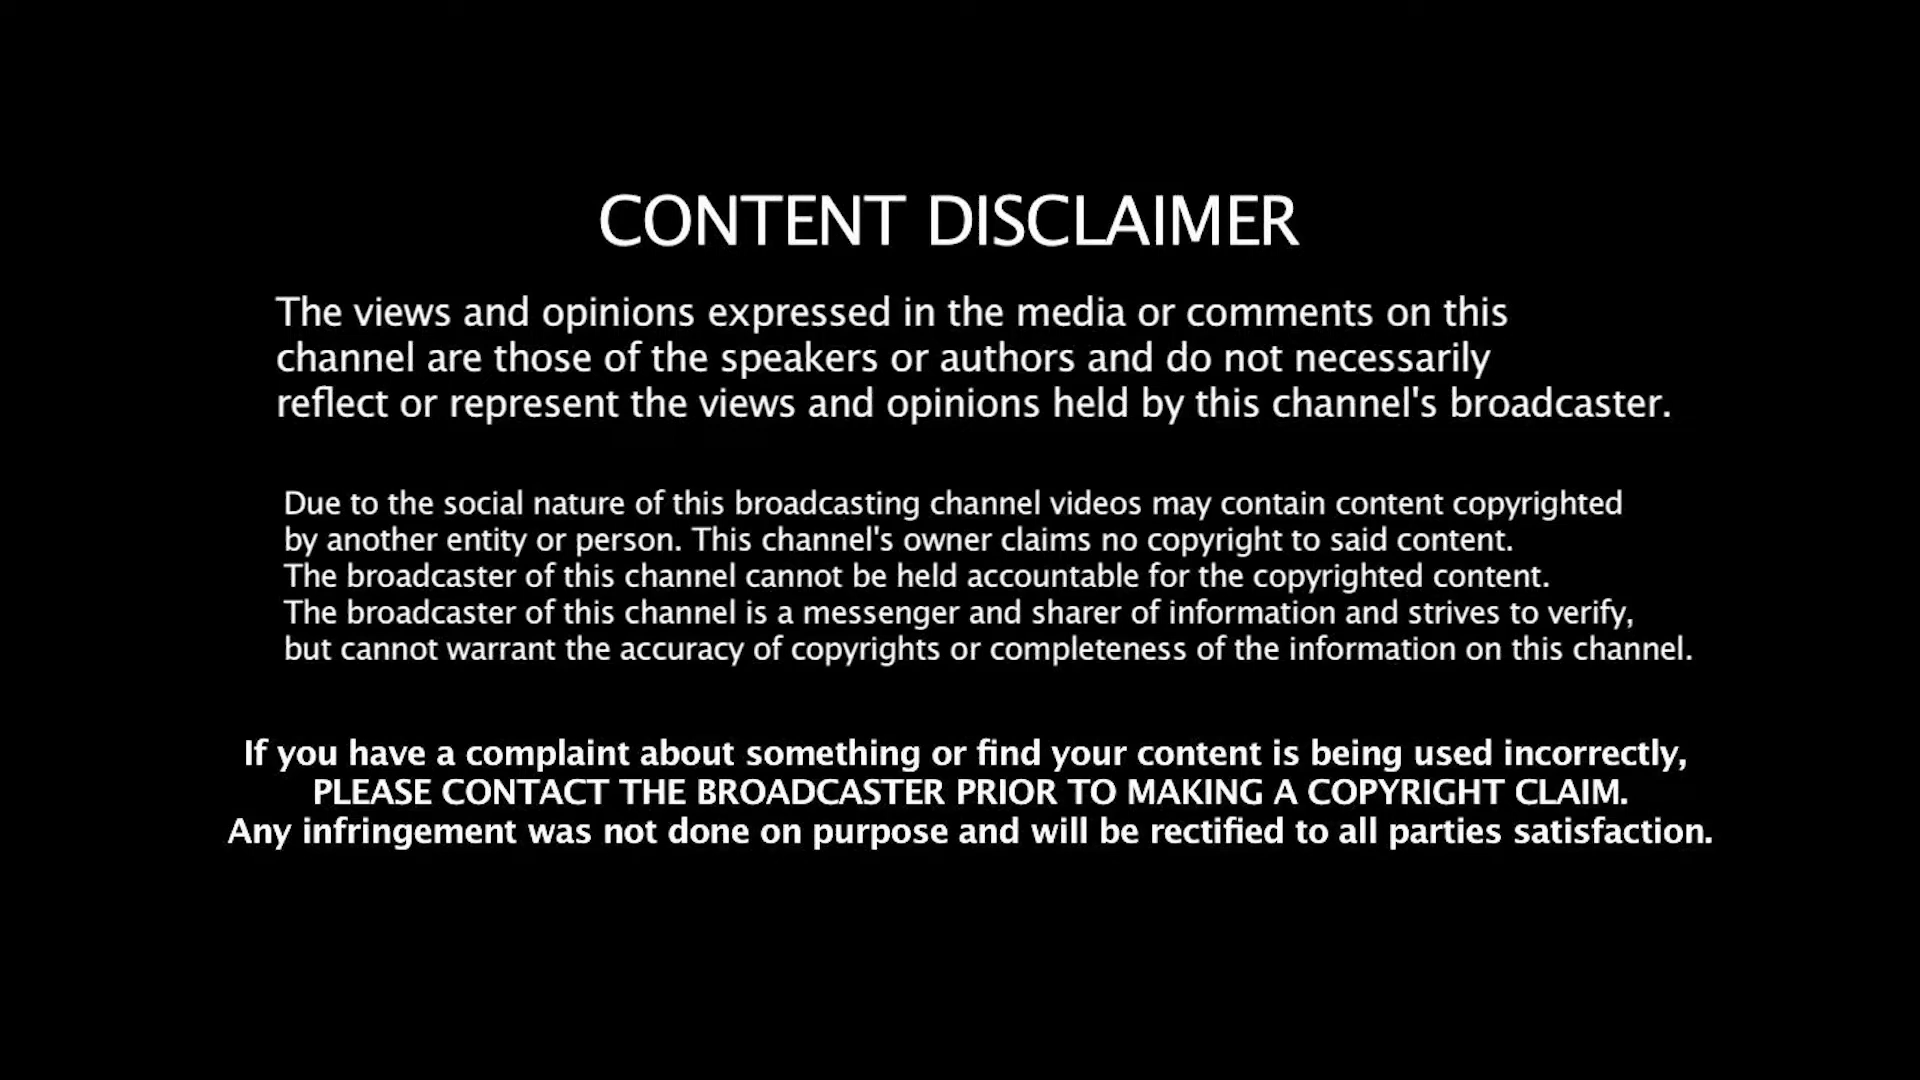 CONTENT DISCLAIMER
The views and opinions expressed in the media or comments on this
channel are those of the speakers or authors and do not necessarily
reflect or represent the views and opinions held by this channel's broadcaster.
Due to the social nature of this broadcasting channel videos may contain content copyrighted
by another entity or person. This channel's owner claims no copyright to said content.
The broadcaster of this channel cannot be held accountable for the copyrighted content.
The broadcaster of this channel is a messenger and sharer of information and strives to verify,
but cannot warrant the accuracy of copyrights or completeness of the information on this channel.
If you have a complaint about something or find your content is being used incorrectly,
PLEASE CONTACT THE BROADCASTER PRIOR TO MAKING A COPYRIGHT CLAIM.
Any infringement was not done on purpose and will be rectified to all parties satisfaction.